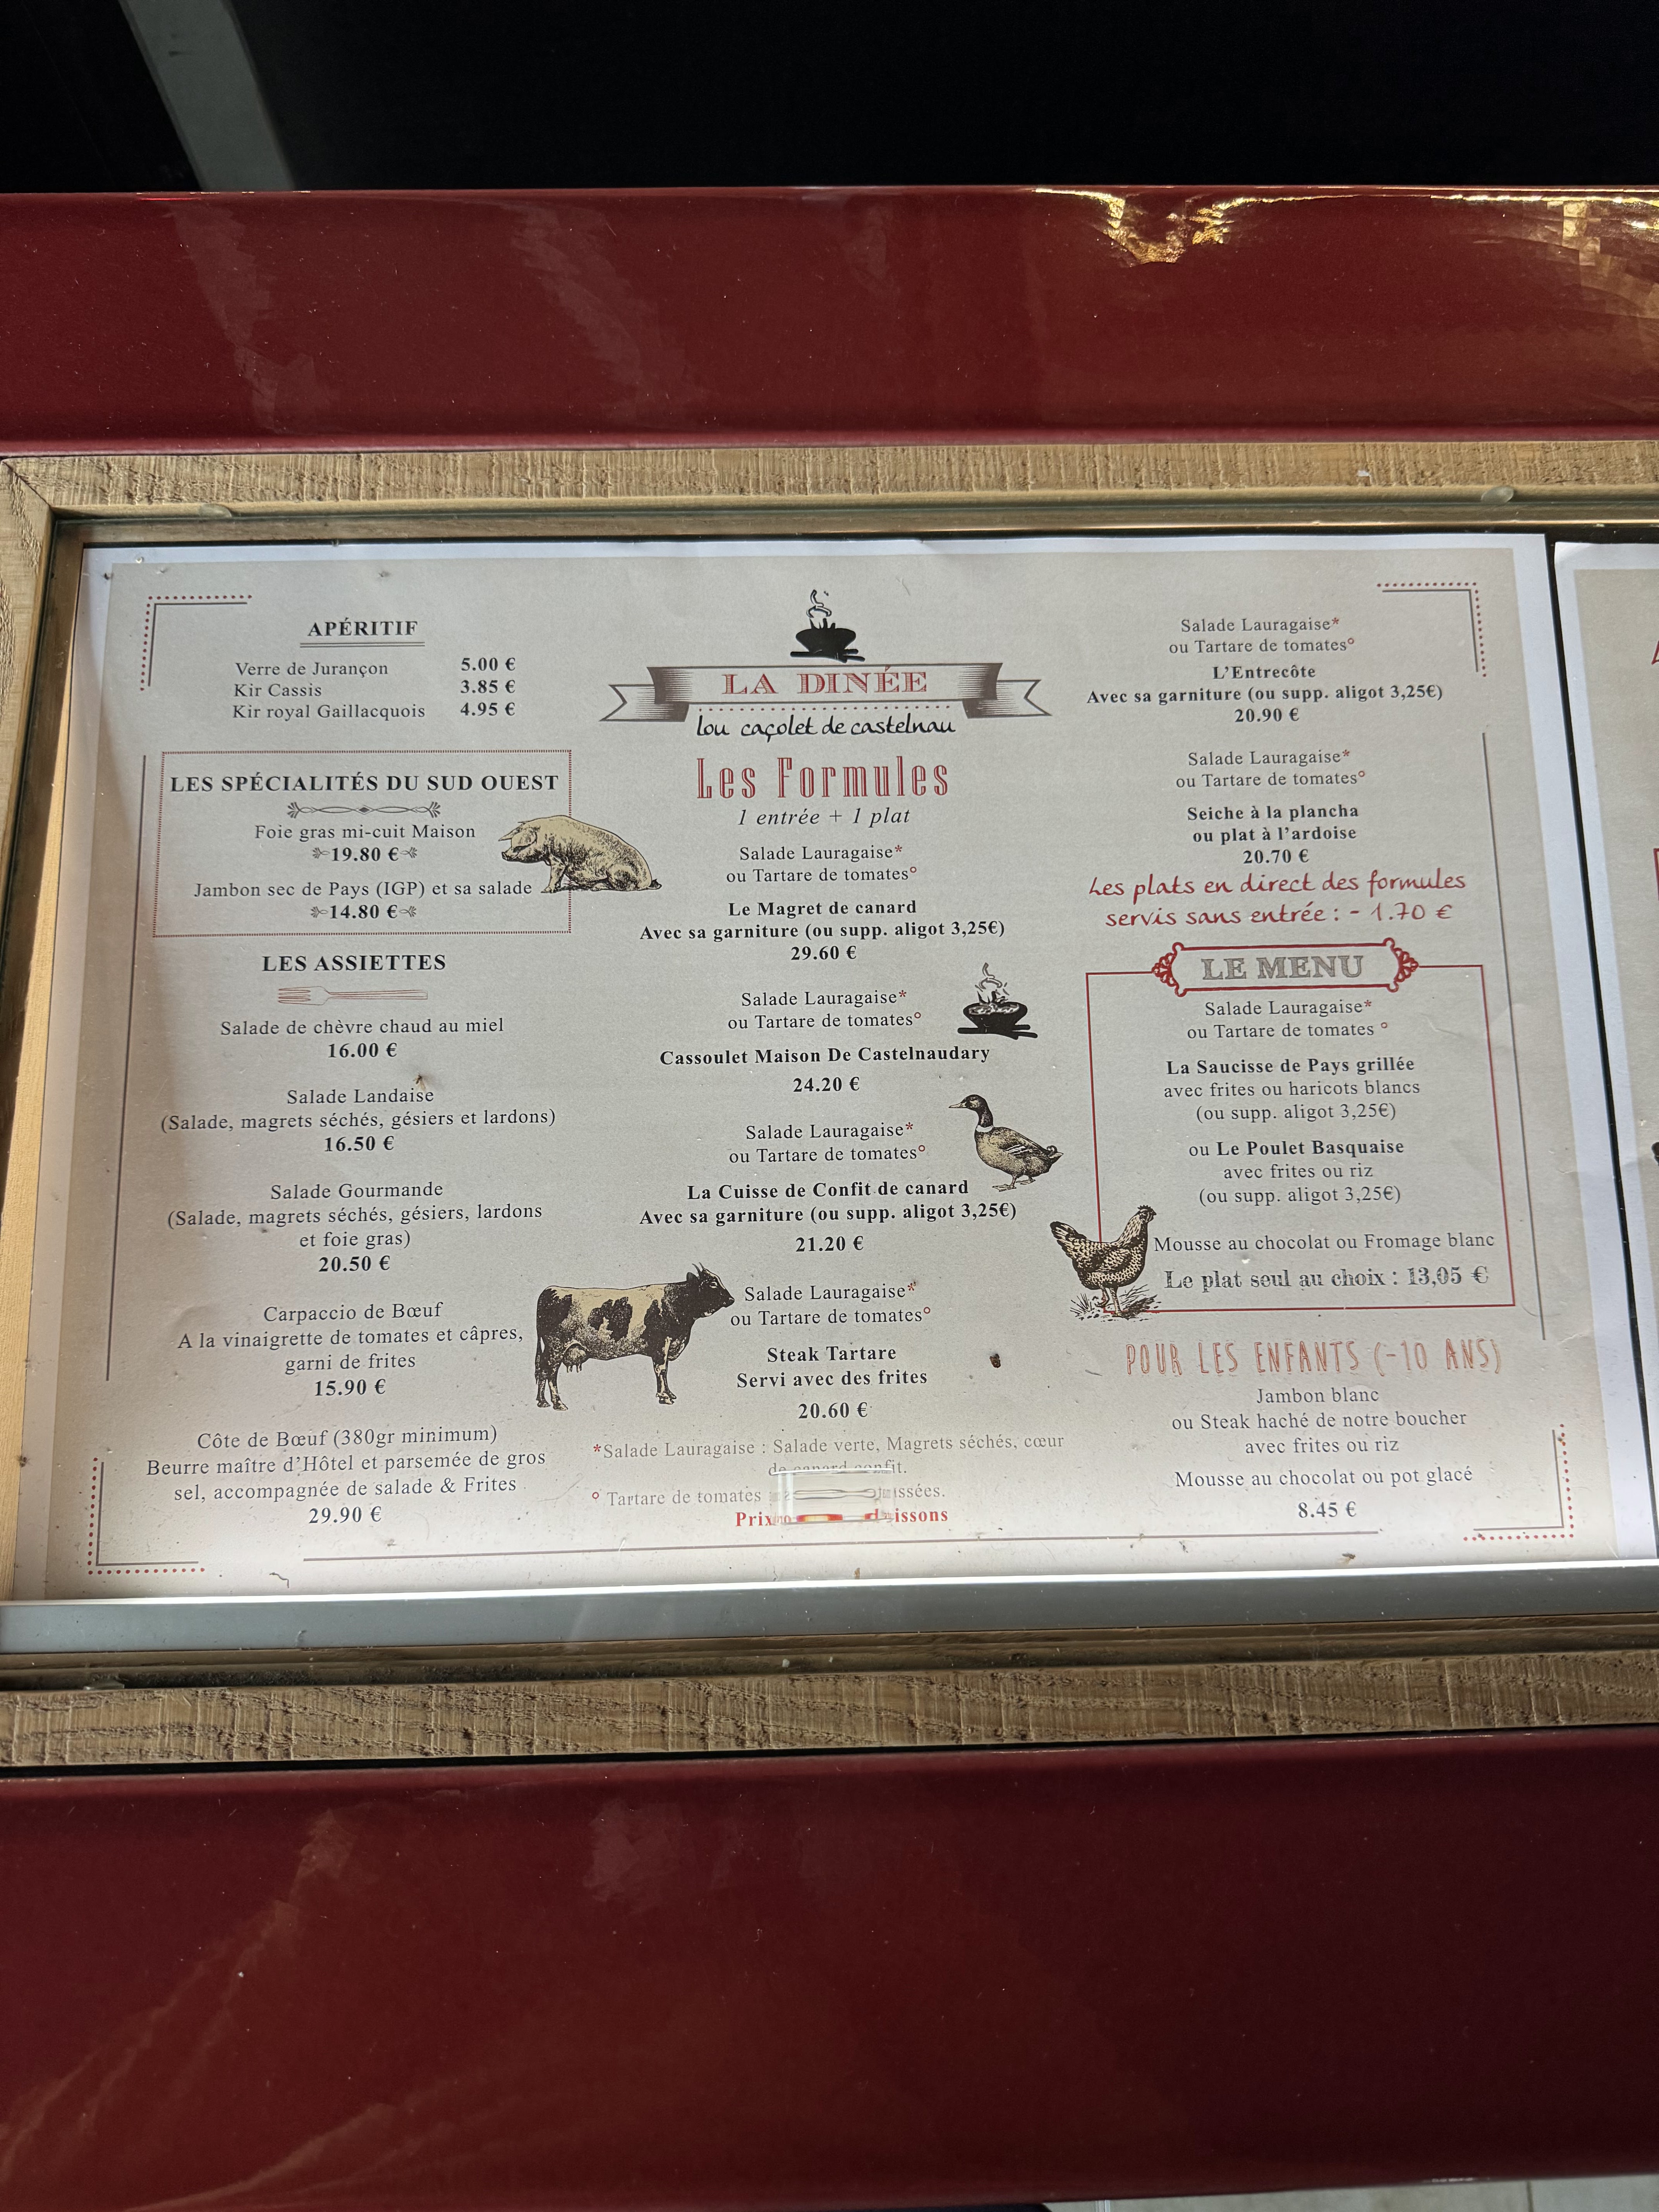 APÉRITIF
Verre de Jurançon 5.00 €
Kir Cassis 3.85 €
Kir royal Gaillacquois 4.95 €
LES SPÉCIALITÉS DU SUD OUEST
Foie gras mi-cuit Maison
19.80 €
Jambon sec de Pays (IGP) et sa salade
14.80 €
LES ASSIETTES
Salade de chèvre chaud au miel
16.00 €
Salade Landaise
(Salade, magrets séchés, gésiers et lardons)
16.50 €
Salade Gourmande
(Salade, magrets séchés, gésiers, lardons
et foie gras)
20.50 €
Carpaccio de Bœuf
A la vinaigrette de tomates et câpres,
garni de frites
15.90 €
Côte de Bœuf (380gr minimum)
Beurre maître d'Hôtel et parsemée de gros
sel, accompagnée de salade & Frites
29.90 €
LA DINÉE
lou caçolet de castelnau
Les Formules
1 entrée + 1 plat
Salade Lauragaise*
ou Tartare de tomates°
Le Magret de canard
Avec sa garniture (ou supp. aligot 3,25€)
29.60 €
Salade Lauragaise*
ou Tartare de tomates°
Cassoulet Maison De Castelnaudary
24.20 €
Salade Lauragaise*
ou Tartare de tomates°
La Cuisse de Confit de canard
Avec sa garniture (ou supp. aligot 3,25€)
21.20 €
Salade Lauragaise*
ou Tartare de tomates°
Steak Tartare
Servi avec des frites
20.60 €
*Salade Lauragaise : Salade verte, Magrets séchés, cœur
de canard confit.
° Tartare de tomates :
Prix
Salade Lauragaise*
ou Tartare de tomates°
L'Entrecôte
Avec sa garniture (ou supp. aligot 3,25€)
20.90 €
Salade Lauragaise*
ou Tartare de tomates°
Seiche à la plancha
ou plat à l'ardoise
20.70 €
Les plats en direct des formules
servis sans entrée : - 1.70 €
LE MENU
Salade Lauragaise*
ou Tartare de tomates °
La Saucisse de Pays grillée
avec frites ou haricots blancs
(ou supp. aligot 3,25€)
ou Le Poulet Basquaise
avec frites ou riz
(ou supp. aligot 3,25€)
Mousse au chocolat ou Fromage blanc
Le plat seul au choix : 13,05 €
POUR LES ENFANTS (-10 ANS)
Jambon blanc
ou Steak haché de notre boucher
avec frites ou riz
Mousse au chocolat ou pot glacé
8.45 €